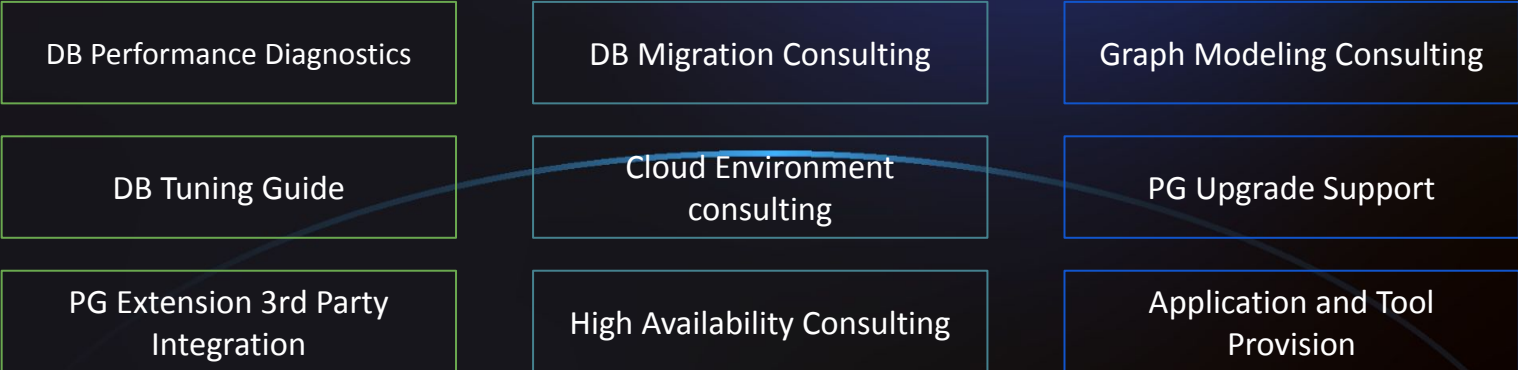 DB Performance Diagnostics
DB Migration Consulting
Graph Modeling Consulting
DB Tuning Guide
Cloud Environment
consulting
PG Upgrade Support
PG Extension 3rd Party
Integration
High Availability Consulting
Application and Tool
Provision